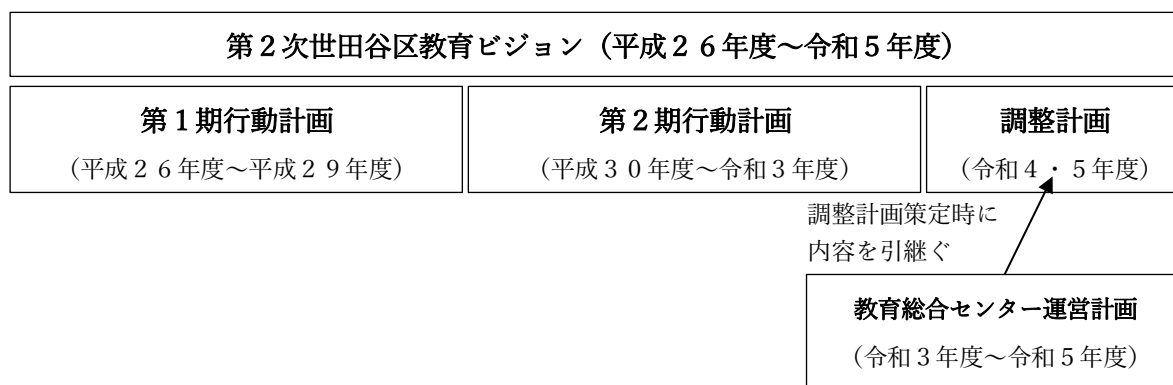 第２次世田谷区教育ビジョン（平成２６年度～令和５年度）
第１期行動計画
（平成２６年度～平成２９年度）
第２期行動計画
（平成３０年度～令和３年度）
調整計画
（令和４・５年度）
調整計画策定時に
内容を引継ぐ
教育総合センター運営計画
（令和３年度～令和５年度）